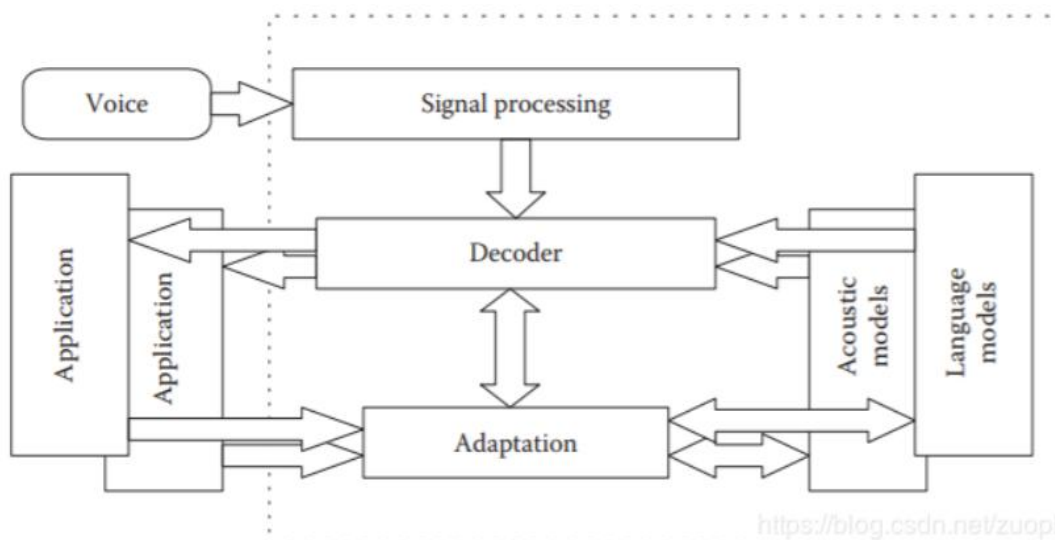 Voice
Signal processing
Decoder
Application
Application
Acoustic
models
Language
models
Adaptation
https://blog.csdn.net/zuop